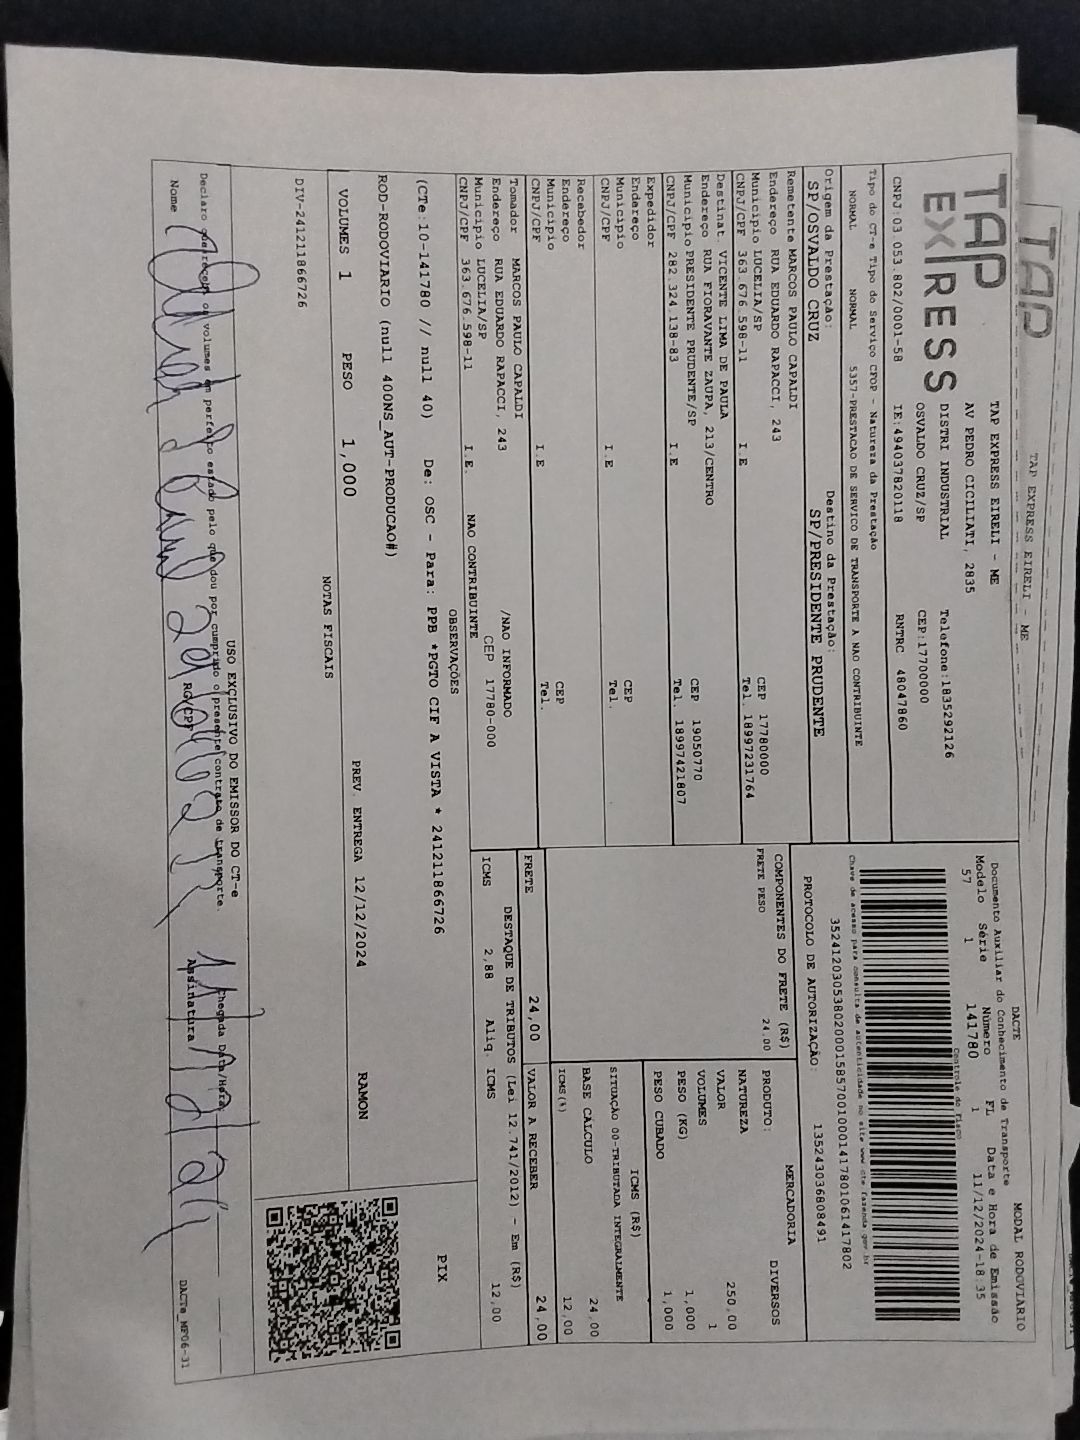 TAP
TAP EXPRESS EIRELI - ME
TAP
EXPRESS
TAP EXPRESS EIRELI - ME
AV PEDRO CICILIATI, 2835
DISTRI INDUSTRIAL Telefone:1835292126
OSVALDO CRUZ/SP CEP:17700000
CNPJ:03.053.802/0001-58 IE:494037820118 RNTRC 48047860
DACTE MODAL RODOVIÁRIO
Documento Auxiliar do Conhecimento de Transporte
Modelo Série Número FL Data e Hora de Emissão
57 1 141780 1 11/12/2024-18:35
Controle do Fisco
Chave de acesso para consulta de autenticidade no site www.cte.fazenda.gov.br
35241203053802000158570010001417801061417802
PROTOCOLO DE AUTORIZAÇÃO: 135243036808491
Tipo do CT-e Tipo do Serviço CFOP - Natureza da Prestação
NORMAL NORMAL 5357-PRESTACAO DE SERVICO DE TRANSPORTE A NAO CONTRIBUINTE
Origem da Prestação: Destino da Prestação:
SP/OSVALDO CRUZ SP/PRESIDENTE PRUDENTE
Remetente MARCOS PAULO CAPALDI
Endereço RUA EDUARDO RAPACCI, 243
Município LUCELIA/SP CEP 17780000
CNPJ/CPF 363.676.598-11 I.E Tel. 18997231764
Destinat. VICENTE LIMA DE PAULA
Endereço RUA FIORAVANTE ZAUPA, 213/CENTRO
Município PRESIDENTE PRUDENTE/SP CEP 19050770
CNPJ/CPF 282.324.138-83 I.E Tel. 18997421807
Expedidor
Endereço
Município CEP
CNPJ/CPF I.E Tel.
Recebedor
Endereço
Município CEP
CNPJ/CPF I.E Tel.
Tomador MARCOS PAULO CAPALDI
Endereço RUA EDUARDO RAPACCI, 243 /NAO INFORMADO
Município LUCELIA/SP CEP 17780-000
CNPJ/CPF 363.676.598-11 I.E. NAO CONTRIBUINTE
COMPONENTES DO FRETE (R$)
FRETE PESO 24,00
FRETE 24,00
MERCADORIA
PRODUTO: DIVERSOS
NATUREZA
VALOR 250,00
VOLUMES 1
PESO (KG) 1,000
PESO CUBADO 1,000
ICMS (R$)
SITUAÇÃO 00-TRIBUTADA INTEGRALMENTE
BASE CÁLCULO 24,00
ICMS(%) 12,00
VALOR A RECEBER 24,00
DESTAQUE DE TRIBUTOS (Lei 12.741/2012) - Em (R$)
ICMS 2,88 Aliq. ICMS 12,00
OBSERVAÇÕES
(CTe:10-141780 // null 40) De: OSC - Para: PPB *PGTO CIF A VISTA * 241211866726
ROD-RODOVIARIO (null 400NS_AUT-PRODUCAO#)
PIX
VOLUMES 1 PESO 1,000 PREV. ENTREGA 12/12/2024 RAMON
NOTAS FISCAIS
DIV-241211866726
USO EXCLUSIVO DO EMISSOR DO CT-e
Declaro que recebi os volumes em perfeito estado pelo que dou por cumprido o presente contrato de transporte.
Chegada Data/Hora
Nome RG/CPF Assinatura
DACTe_MF06-31